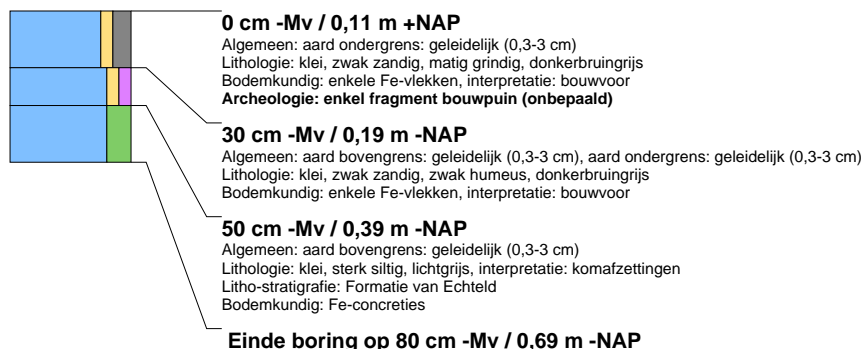 0 cm -Mv / 0,11 m +NAP
Algemeen: aard ondergrens: geleidelijk (0,3-3 cm)
Lithologie: klei, zwak zandig, matig grindig, donkerbruingrijs
Bodemkundig: enkele Fe-vlekken, interpretatie: bouwvoor
Archeologie: enkel fragment bouwpuin (onbepaald)
30 cm -Mv / 0,19 m -NAP
Algemeen: aard bovengrens: geleidelijk (0,3-3 cm), aard ondergrens: geleidelijk (0,3-3 cm)
Lithologie: klei, zwak zandig, zwak humeus, donkerbruingrijs
Bodemkundig: enkele Fe-vlekken, interpretatie: bouwvoor
50 cm -Mv / 0,39 m -NAP
Algemeen: aard bovengrens: geleidelijk (0,3-3 cm)
Lithologie: klei, sterk siltig, lichtgrijs, interpretatie: komafzettingen
Litho-stratigrafie: Formatie van Echteld
Bodemkundig: Fe-concreties
Einde boring op 80 cm -Mv / 0,69 m -NAP